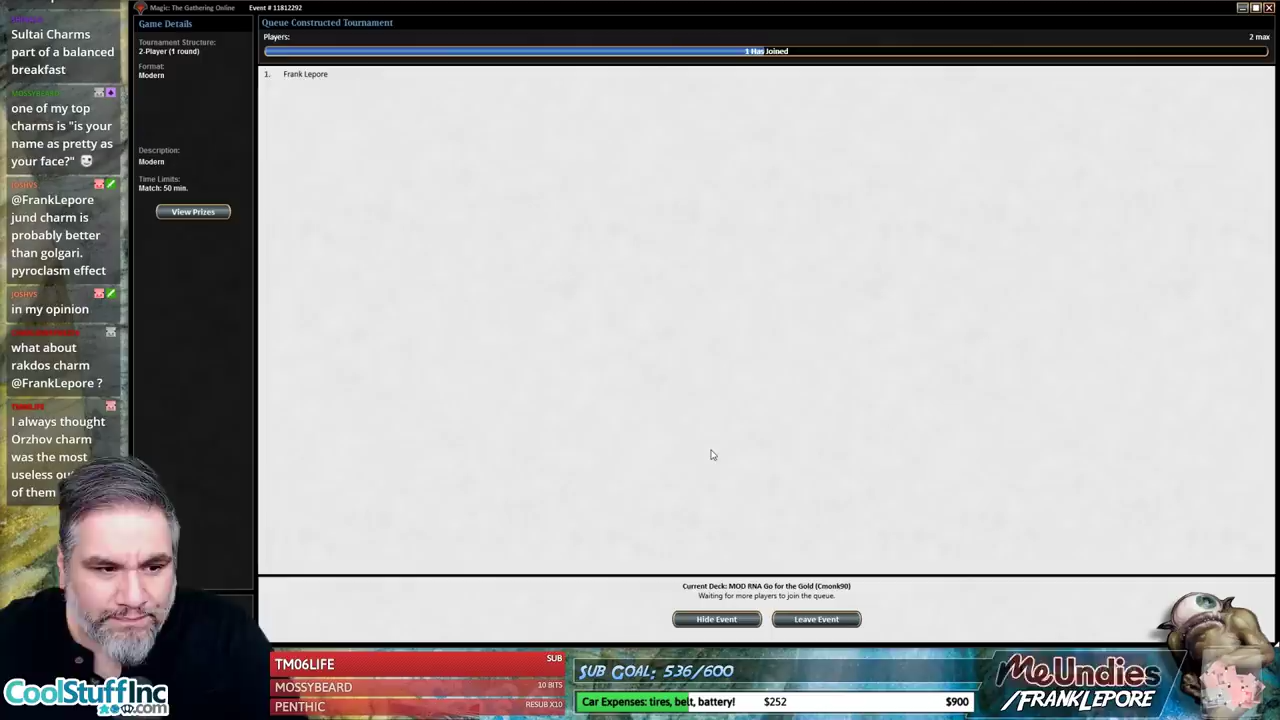 Magic: The Gathering Online
Event # 11812292
Sultai Charms
part of a balanced
breakfast
MOSSYBEARD
one of my top
charms is "is your
name as pretty as
your face?"
JOSHVS
@FrankLepore
jund charm is
probably better
than golgari.
pyroclasm effect
JOSHVS
in my opinion
what about
rakdos charm
@FrankLepore ?
TM06LIFE
I always thought
Orzhov charm
was the most
useless ou
of them
Game Details
Tournament Structure:
2-Player (1 round)
Format:
Modern
Description:
Modern
Time Limits:
Match: 50 min.
View Prizes
Queue Constructed Tournament
Players:
2 max
1 Has Joined
1. Frank Lepore
Current Deck: MOD RNA Go for the Gold (Cmonk90)
Waiting for more players to join the queue.
Hide Event
Leave Event
CoolStuffInc
.com
TM06LIFE SUB
MOSSYBEARD 10 BITS
PENTHIC RESUB X10
SUB GOAL: 536/600
Car Expenses: tires, belt, battery! $252 $900
MeUndies
/FRANKLEPORE